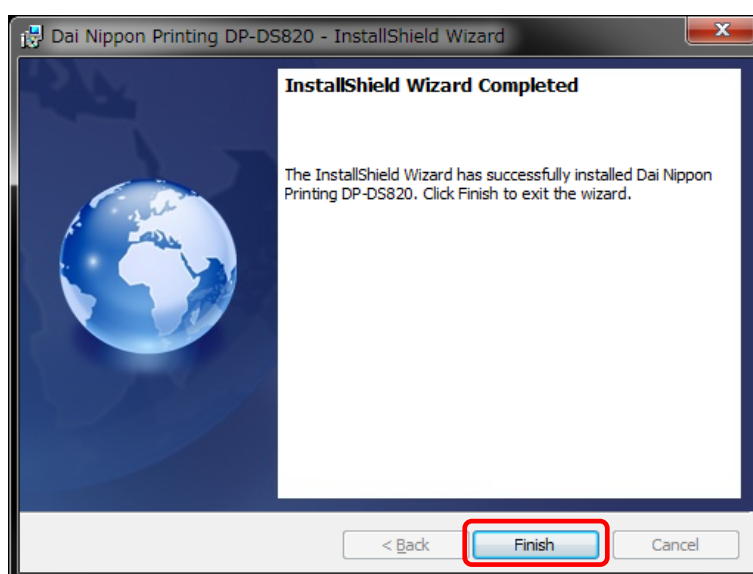 Dai Nippon Printing DP-DS820 - InstallShield Wizard
InstallShield Wizard Completed
The InstallShield Wizard has successfully installed Dai Nippon
Printing DP-DS820. Click Finish to exit the wizard.
< Back
Finish
Cancel